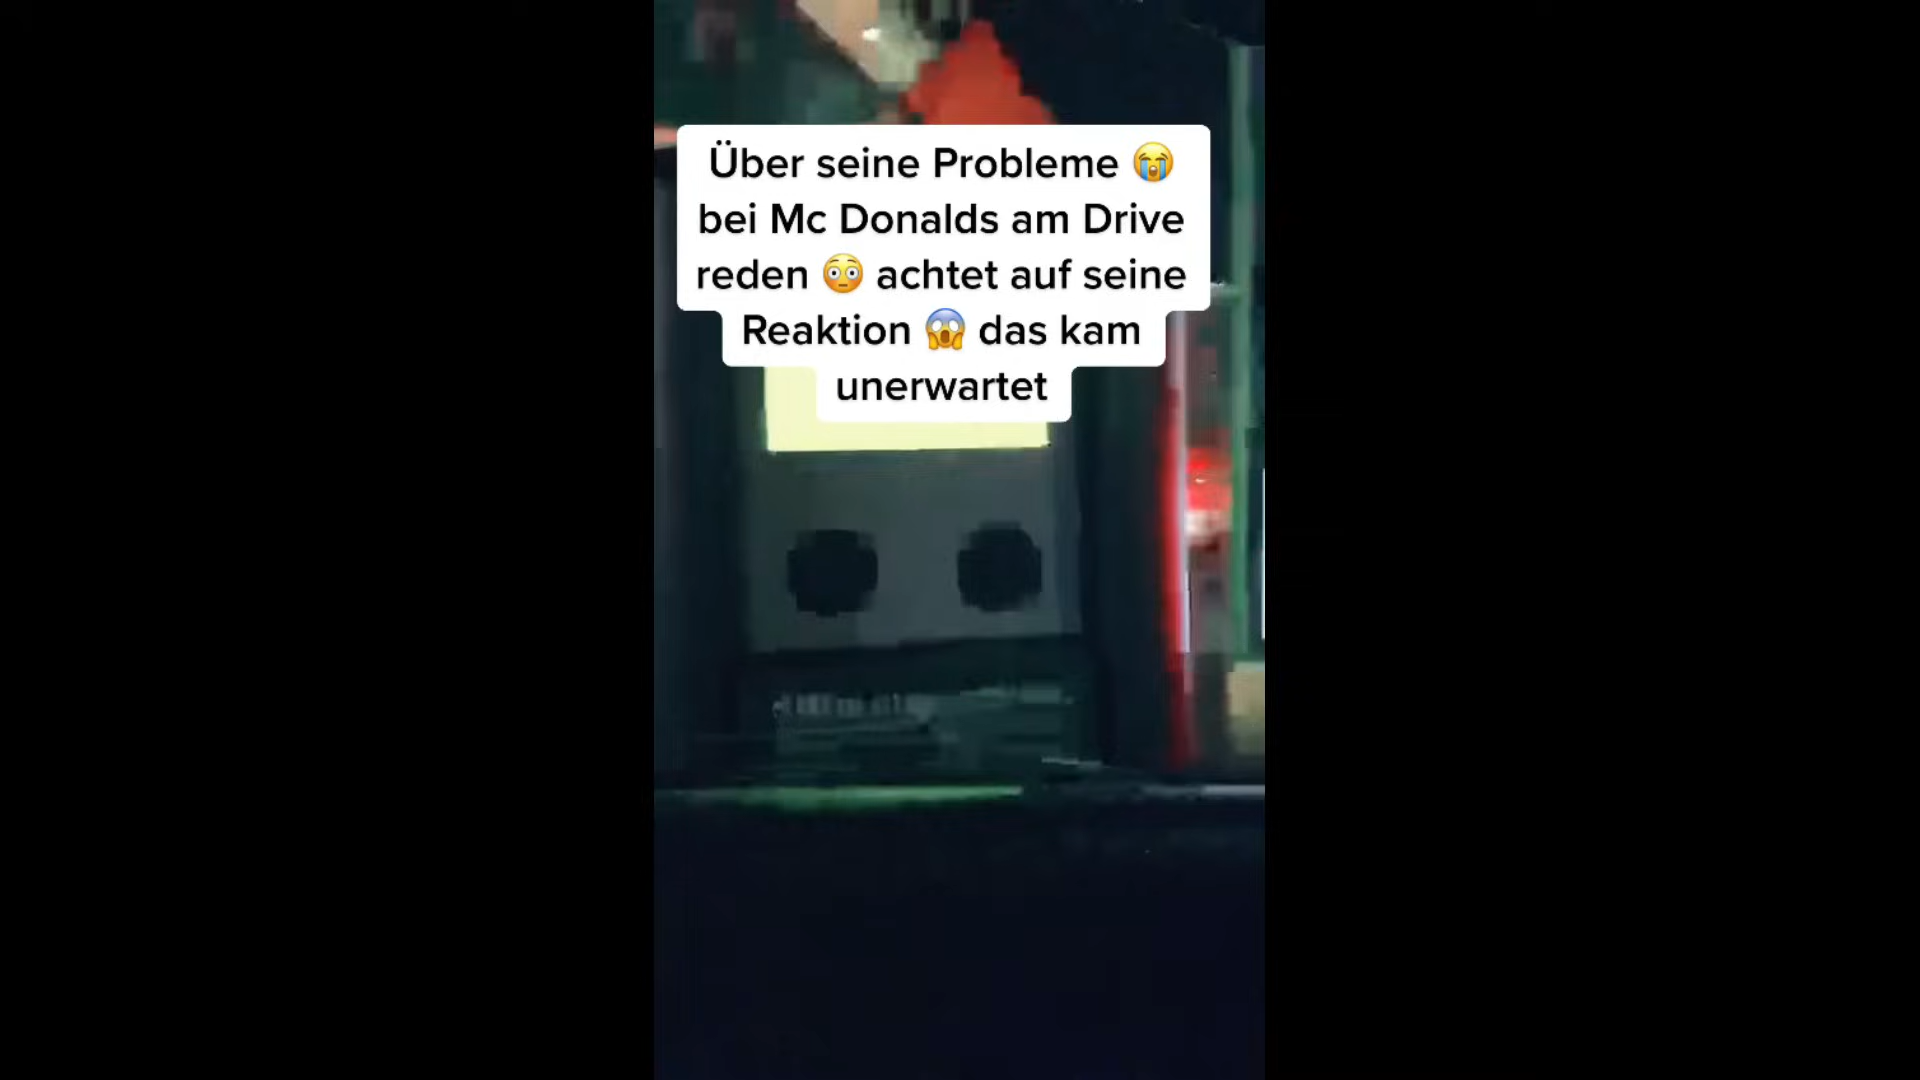 Über seine Probleme 😭
bei Mc Donalds am Drive
reden 😳 achtet auf seine
Reaktion 😱 das kam
unerwartet